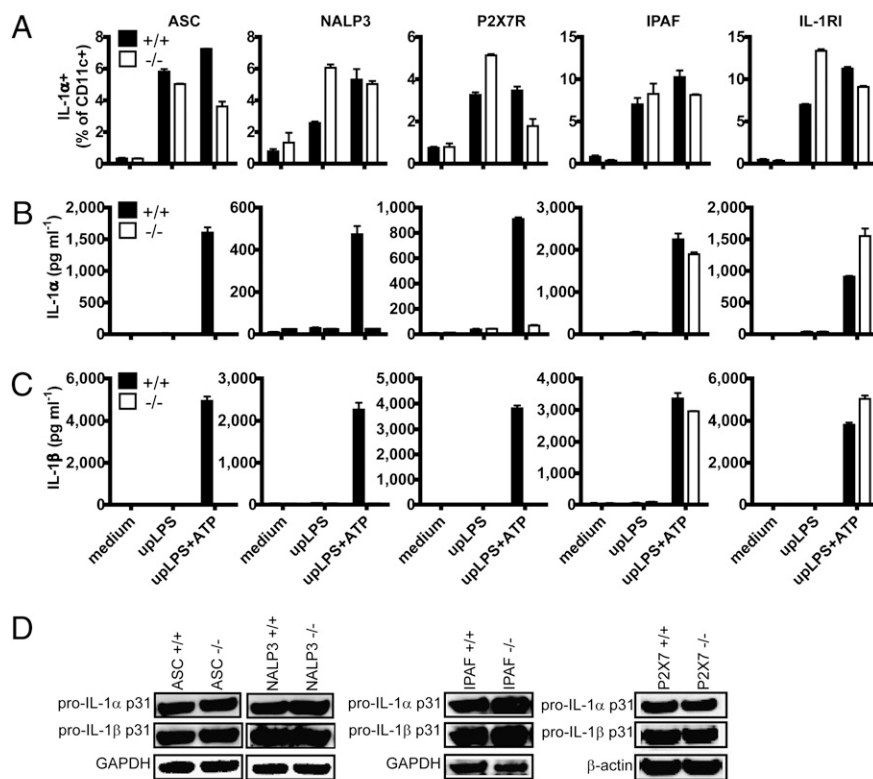 A
ASC
NALP3
P2X7R
IPAF
IL-1RI
IL-1α+
(% of CD11c+)
+/+
-/-
8
6
4
2
0
8
6
4
2
0
6
4
2
0
15
10
5
0
15
10
5
0
B
IL-1α (pg ml⁻¹)
+/+
-/-
2,000
1,500
1,000
500
0
600
400
200
0
1,000
800
600
400
200
0
3,000
2,000
1,000
0
2,000
1,500
1,000
500
0
C
IL-1β (pg ml⁻¹)
+/+
-/-
6,000
4,000
2,000
0
3,000
2,000
1,000
0
5,000
4,000
3,000
2,000
1,000
0
4,000
3,000
2,000
1,000
0
6,000
4,000
2,000
0
medium
upLPS
upLPS+ATP
medium
upLPS
upLPS+ATP
medium
upLPS
upLPS+ATP
medium
upLPS
upLPS+ATP
medium
upLPS
upLPS+ATP
D
ASC +/+
ASC -/-
NALP3 +/+
NALP3 -/-
IPAF +/+
IPAF -/-
P2X7 +/+
P2X7 -/-
pro-IL-1α p31
pro-IL-1β p31
GAPDH
pro-IL-1α p31
pro-IL-1β p31
GAPDH
pro-IL-1α p31
pro-IL-1β p31
β-actin